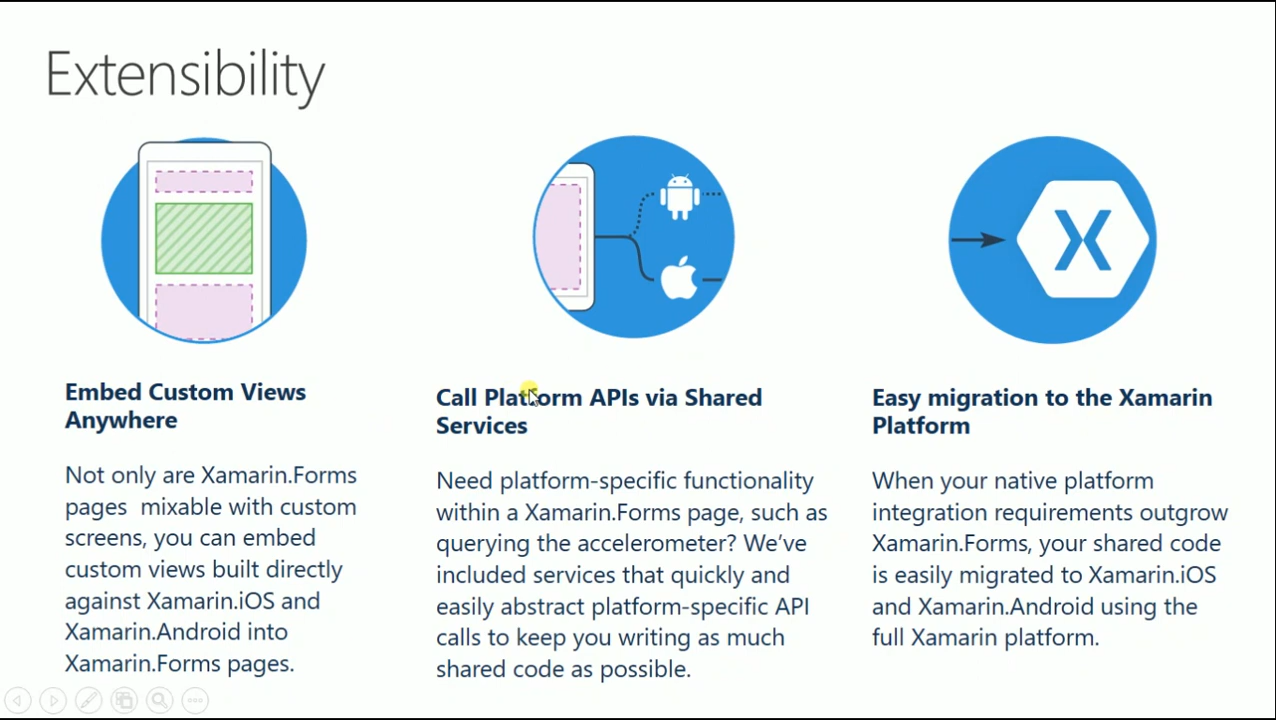 Extensibility
Embed Custom Views
Anywhere
Not only are Xamarin.Forms
pages  mixable with custom
screens, you can embed
custom views built directly
against Xamarin.iOS and
Xamarin.Android into
Xamarin.Forms pages.
Call Platform APIs via Shared
Services
Need platform-specific functionality
within a Xamarin.Forms page, such as
querying the accelerometer? We’ve
included services that quickly and
easily abstract platform-specific API
calls to keep you writing as much
shared code as possible.
Easy migration to the Xamarin
Platform
When your native platform
integration requirements outgrow
Xamarin.Forms, your shared code
is easily migrated to Xamarin.iOS
and Xamarin.Android using the
full Xamarin platform.